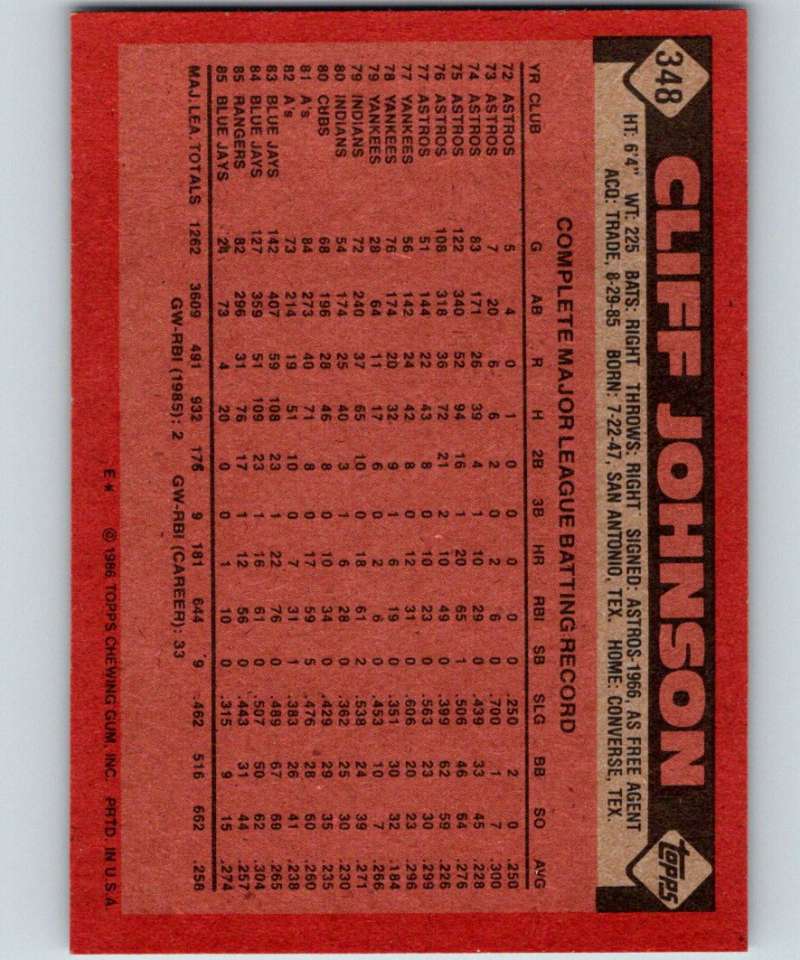 348 CLIFF JOHNSON topps
HT: 6'4" WT: 225 BATS: RIGHT THROWS: RIGHT SIGNED: ASTROS-1966, AS FREE AGENT
ACQ: TRADE, 8-29-85 BORN: 7-22-47, SAN ANTONIO, TEX. HOME: CONVERSE, TEX.
COMPLETE MAJOR LEAGUE BATTING RECORD
YR CLUB G AB R H 2B 3B HR RBI SB SLG BB SO AVG
72 ASTROS 5 4 0 1 0 0 0 0 0 .250 2 0 .250
73 ASTROS 7 20 6 6 2 0 2 6 0 .700 1 7 .300
74 ASTROS 83 171 26 39 4 1 10 29 0 .439 33 45 .228
75 ASTROS 122 340 52 94 16 1 20 65 1 .506 46 64 .276
76 ASTROS 108 318 36 72 21 2 10 49 0 .399 62 59 .226
77 ASTROS 51 144 22 43 8 0 10 23 0 .563 23 30 .299
77 YANKEES 56 142 24 42 8 0 12 31 0 .606 20 23 .296
78 YANKEES 76 174 20 32 9 1 6 19 0 .351 30 32 .184
79 YANKEES 28 64 11 17 6 0 2 6 0 .453 10 7 .266
79 INDIANS 72 240 37 65 10 0 18 61 2 .538 24 39 .271
80 INDIANS 54 174 25 40 3 1 6 28 0 .362 25 30 .230
80 CUBS 68 196 28 46 8 0 10 34 0 .429 29 35 .235
81 A's 84 273 40 71 8 0 17 59 5 .476 28 60 .260
82 A's 73 214 19 51 10 0 7 31 1 .383 26 41 .238
83 BLUE JAYS 142 407 59 108 23 1 22 76 0 .489 67 69 .265
84 BLUE JAYS 127 359 51 109 23 1 16 61 0 .507 50 62 .304
85 RANGERS 82 296 31 76 17 1 12 56 0 .443 31 44 .257
85 BLUE JAYS 24 73 4 20 0 0 1 10 0 .315 9 15 .274
MAJ. LEA. TOTALS 1262 3609 491 932 176 9 181 644 9 .462 516 662 .258
GW-RBI (1985): 2 GW-RBI (CAREER): 33
E* © 1986 TOPPS CHEWING GUM, INC. PRTD. IN U.S.A.